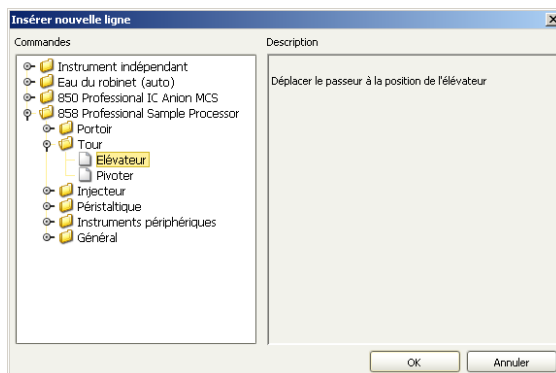 Insérer nouvelle ligne
Commandes
Description
Instrument indépendant
Eau du robinet (auto)
850 Professional IC Anion MCS
858 Professional Sample Processor
Portoir
Tour
Elévateur
Pivoter
Injecteur
Péristaltique
Instruments périphériques
Général
Déplacer le passeur à la position de l'élévateur
OK
Annuler